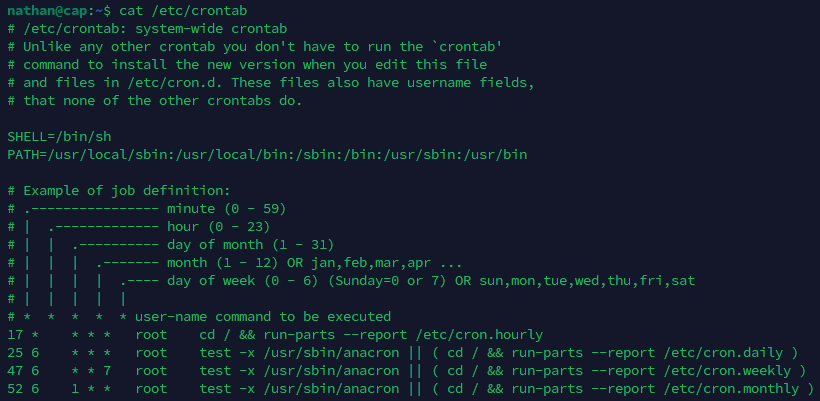 nathan@cap:~$ cat /etc/crontab
# /etc/crontab: system-wide crontab
# Unlike any other crontab you don't have to run the `crontab'
# command to install the new version when you edit this file
# and files in /etc/cron.d. These files also have username fields,
# that none of the other crontabs do.

SHELL=/bin/sh
PATH=/usr/local/sbin:/usr/local/bin:/sbin:/bin:/usr/sbin:/usr/bin

# Example of job definition:
# .---------------- minute (0 - 59)
# |  .------------- hour (0 - 23)
# |  |  .---------- day of month (1 - 31)
# |  |  |  .------- month (1 - 12) OR jan,feb,mar,apr ...
# |  |  |  |  .---- day of week (0 - 6) (Sunday=0 or 7) OR sun,mon,tue,wed,thu,fri,sat
# |  |  |  |  |
# *  *  *  *  * user-name command to be executed
17 *    * * *   root    cd / && run-parts --report /etc/cron.hourly
25 6    * * *   root    test -x /usr/sbin/anacron || ( cd / && run-parts --report /etc/cron.daily )
47 6    * * 7   root    test -x /usr/sbin/anacron || ( cd / && run-parts --report /etc/cron.weekly )
52 6    1 * *   root    test -x /usr/sbin/anacron || ( cd / && run-parts --report /etc/cron.monthly )